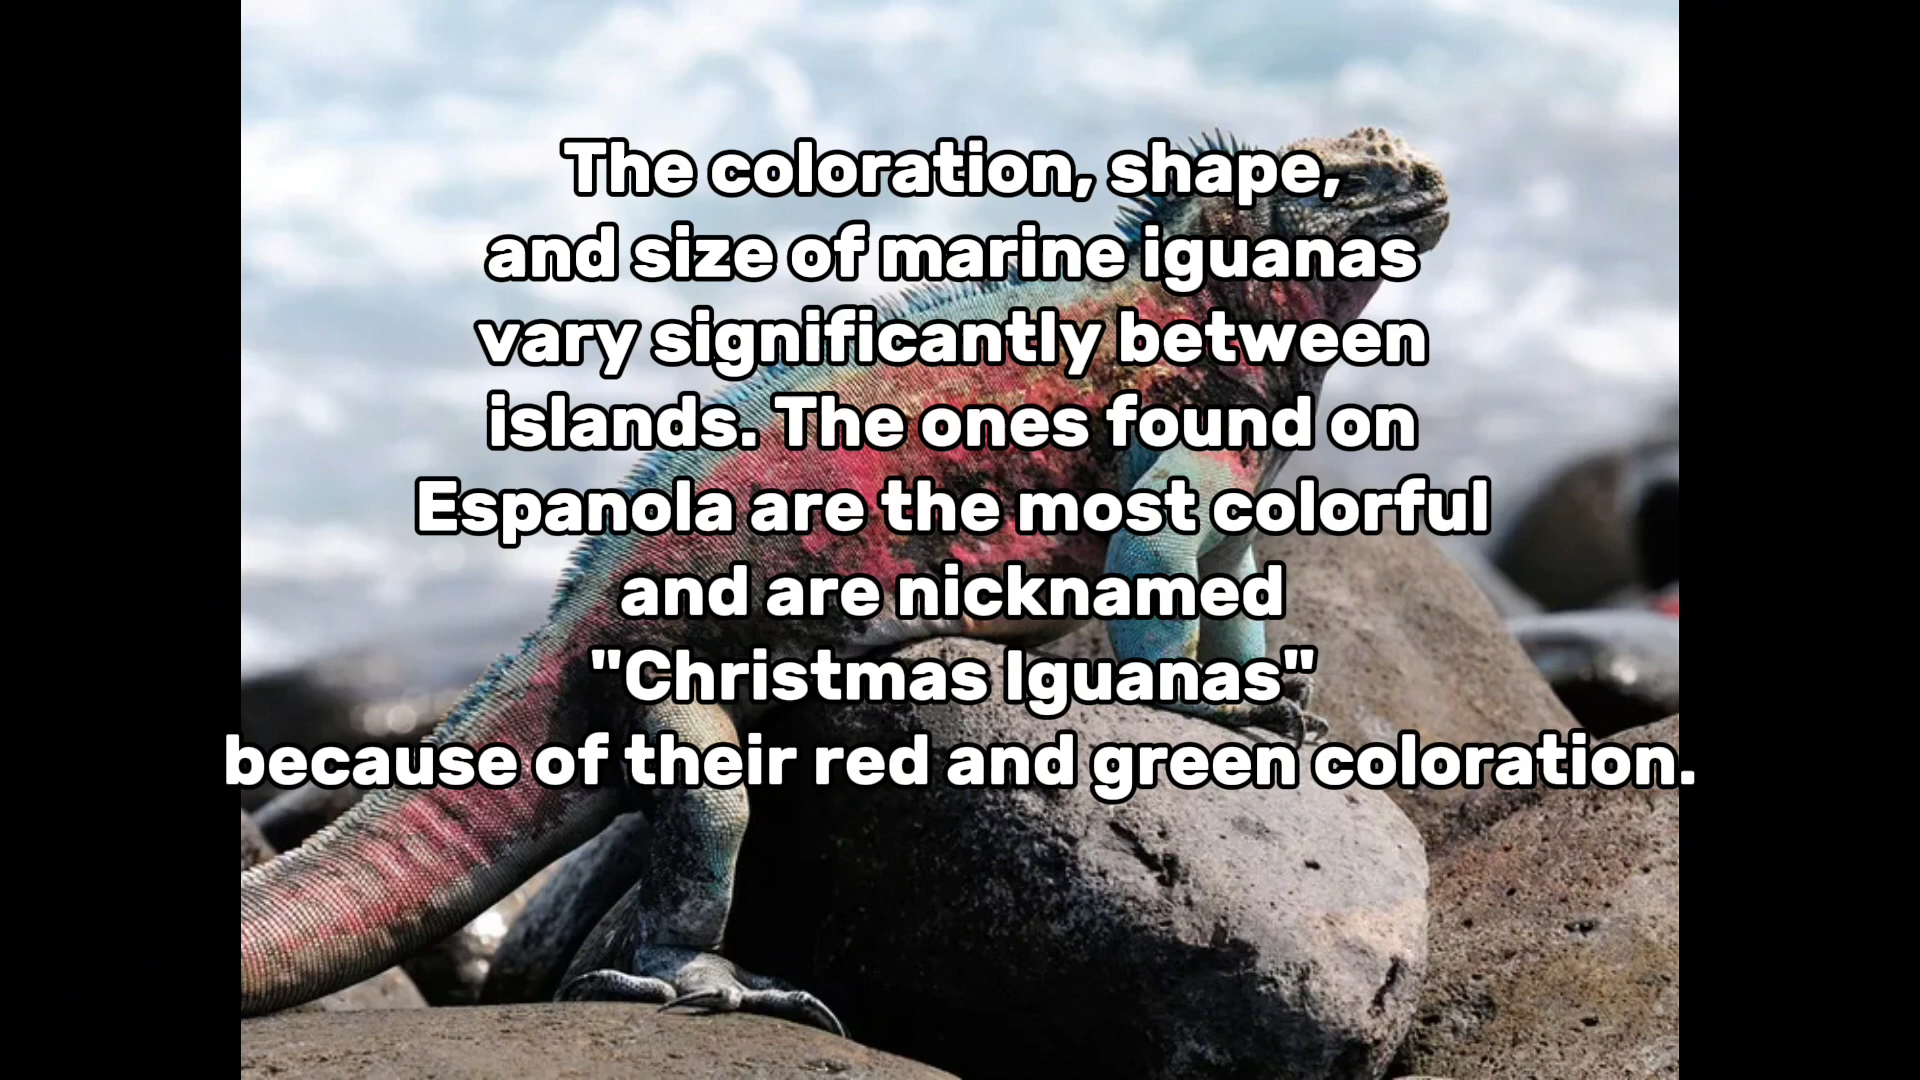 The coloration, shape,
and size of marine iguanas
vary significantly between
islands. The ones found on
Espanola are the most colorful
and are nicknamed
"Christmas Iguanas"
because of their red and green coloration.